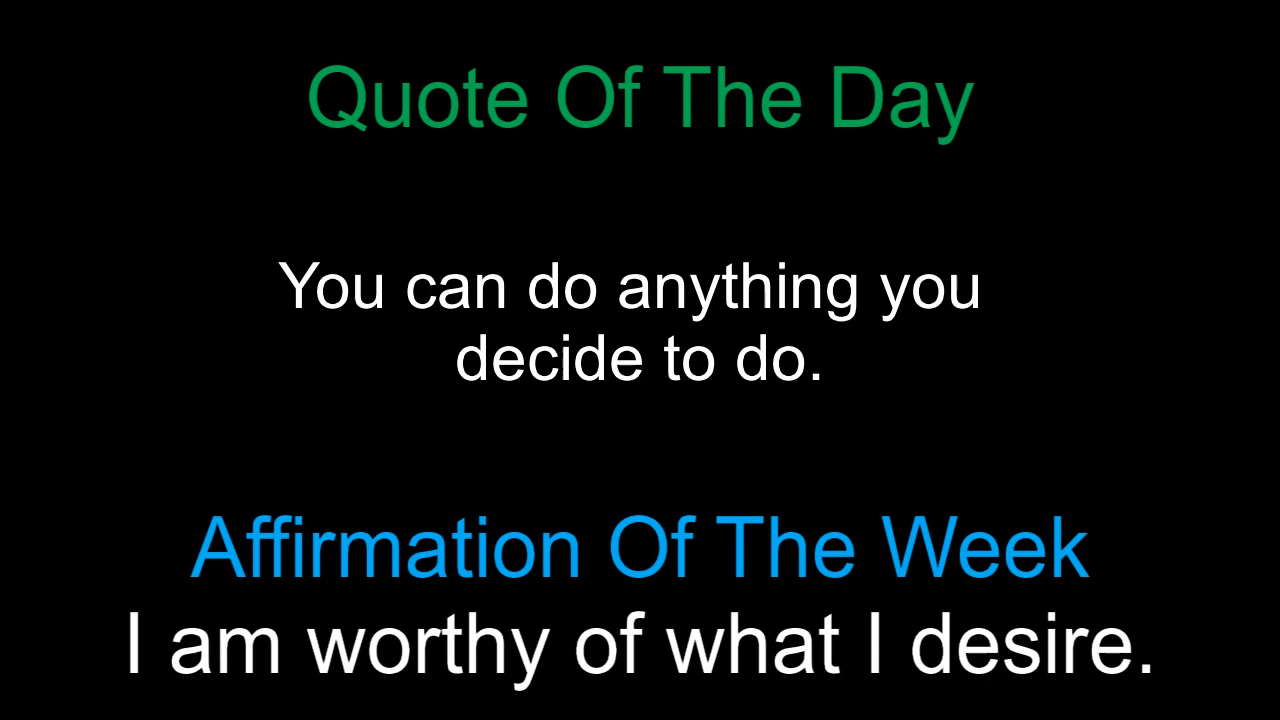 Quote Of The Day
You can do anything you
decide to do.
Affirmation Of The Week
I am worthy of what I desire.